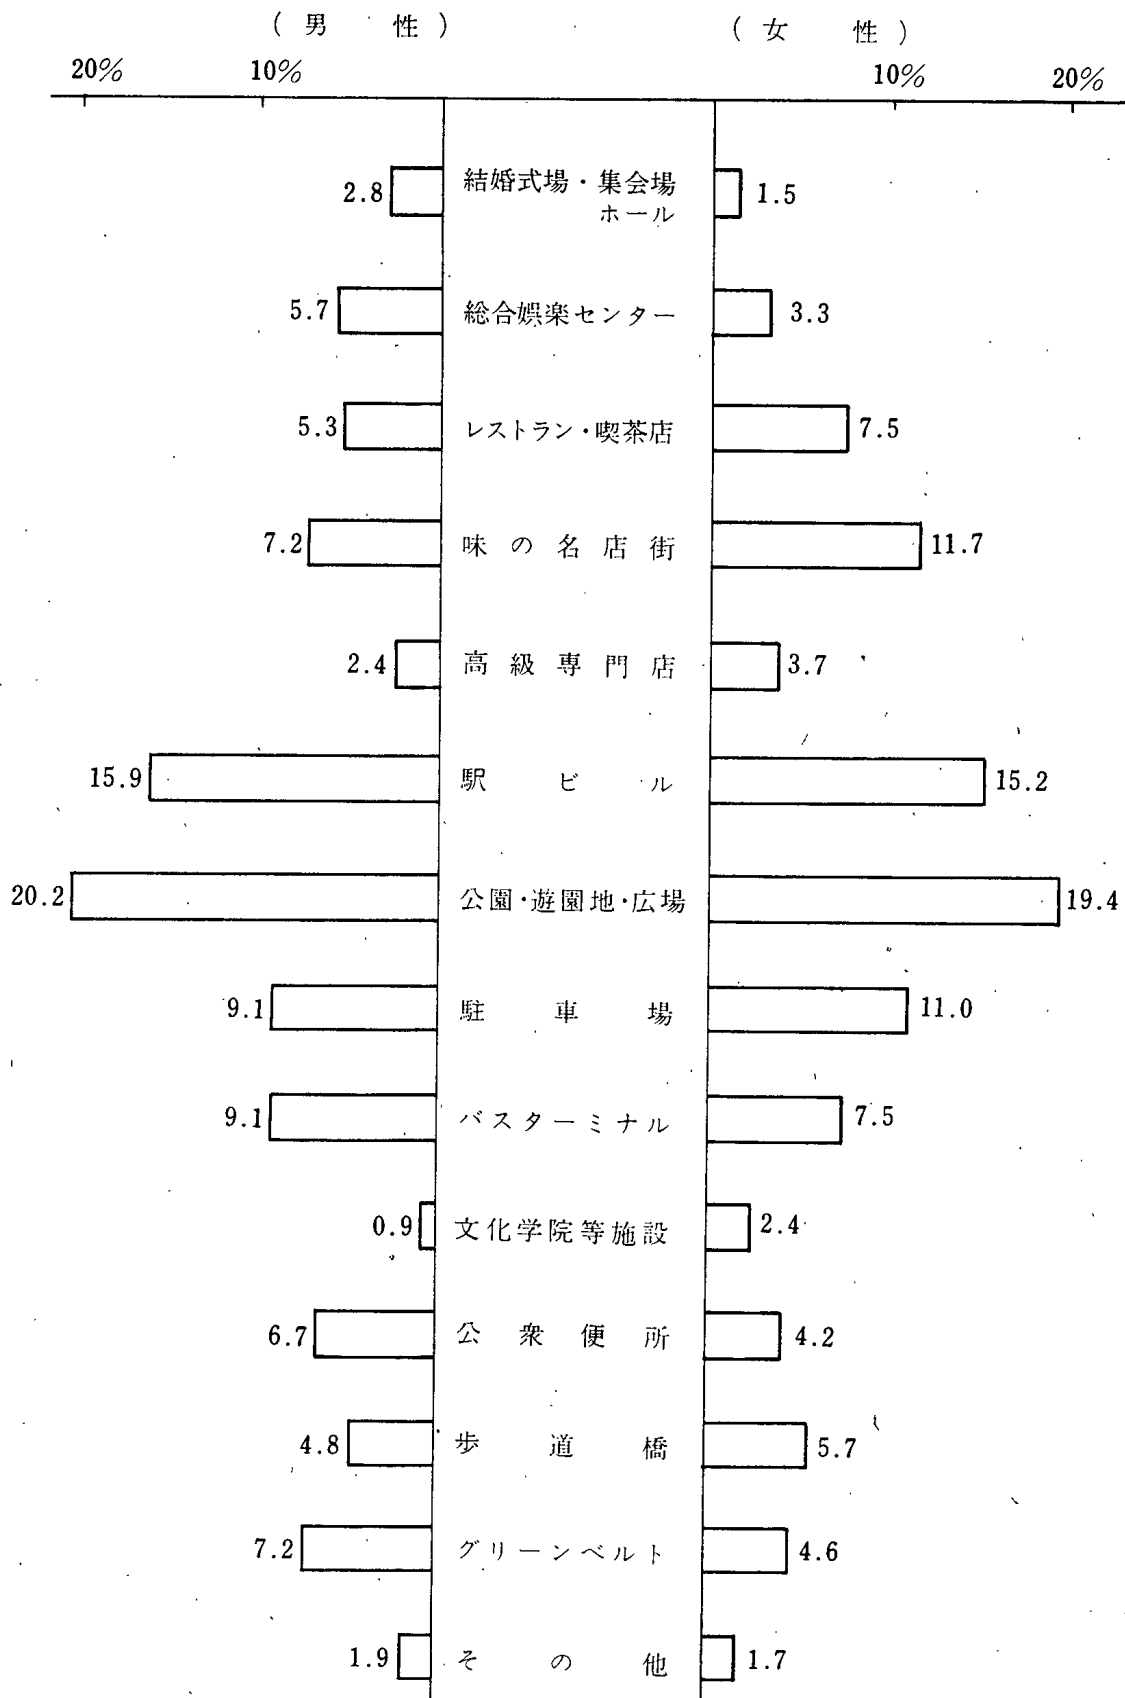 (男 性) (女 性)
20% 10% 10% 20%
2.8 結婚式場・集会場 1.5
ホール
5.7 総合娯楽センター 3.3
5.3 レストラン・喫茶店 7.5
7.2 味の名店街 11.7
2.4 高級専門店 3.7
15.9 駅ビル 15.2
20.2 公園・遊園地・広場 19.4
9.1 駐車場 11.0
9.1 バスターミナル 7.5
0.9 文化学院等施設 2.4
6.7 公衆便所 4.2
4.8 歩道橋 5.7
7.2 グリーンベルト 4.6
1.9 その他 1.7